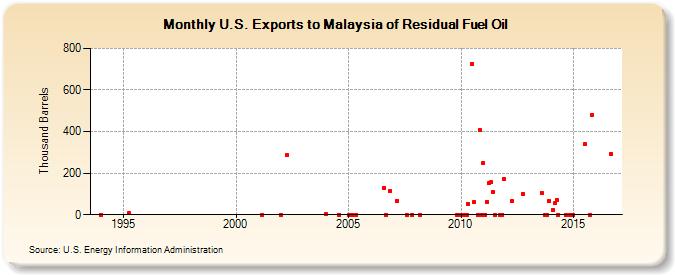 Monthly U.S. Exports to Malaysia of Residual Fuel Oil
Thousand Barrels
800
600
400
200
0
1995 2000 2005 2010 2015
Source: U.S. Energy Information Administration